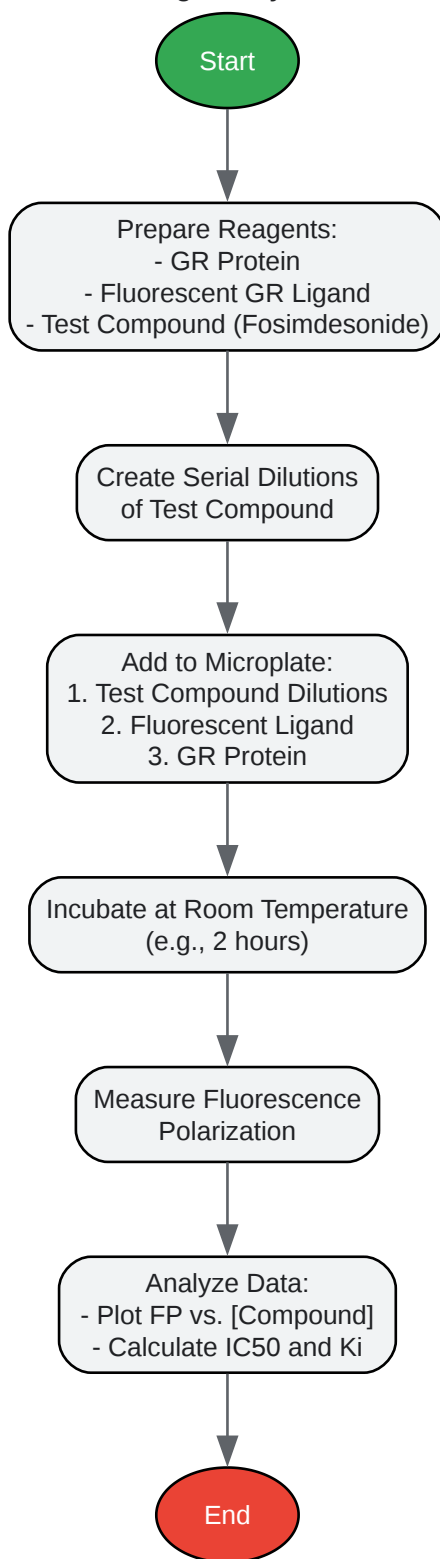 Start
Prepare Reagents:
- GR Protein
- Fluorescent GR Ligand
- Test Compound (Fosimdesonide)
Create Serial Dilutions
of Test Compound
Add to Microplate:
1. Test Compound Dilutions
2. Fluorescent Ligand
3. GR Protein
Incubate at Room Temperature
(e.g., 2 hours)
Measure Fluorescence
Polarization
Analyze Data:
- Plot FP vs. [Compound]
- Calculate IC50 and Ki
End